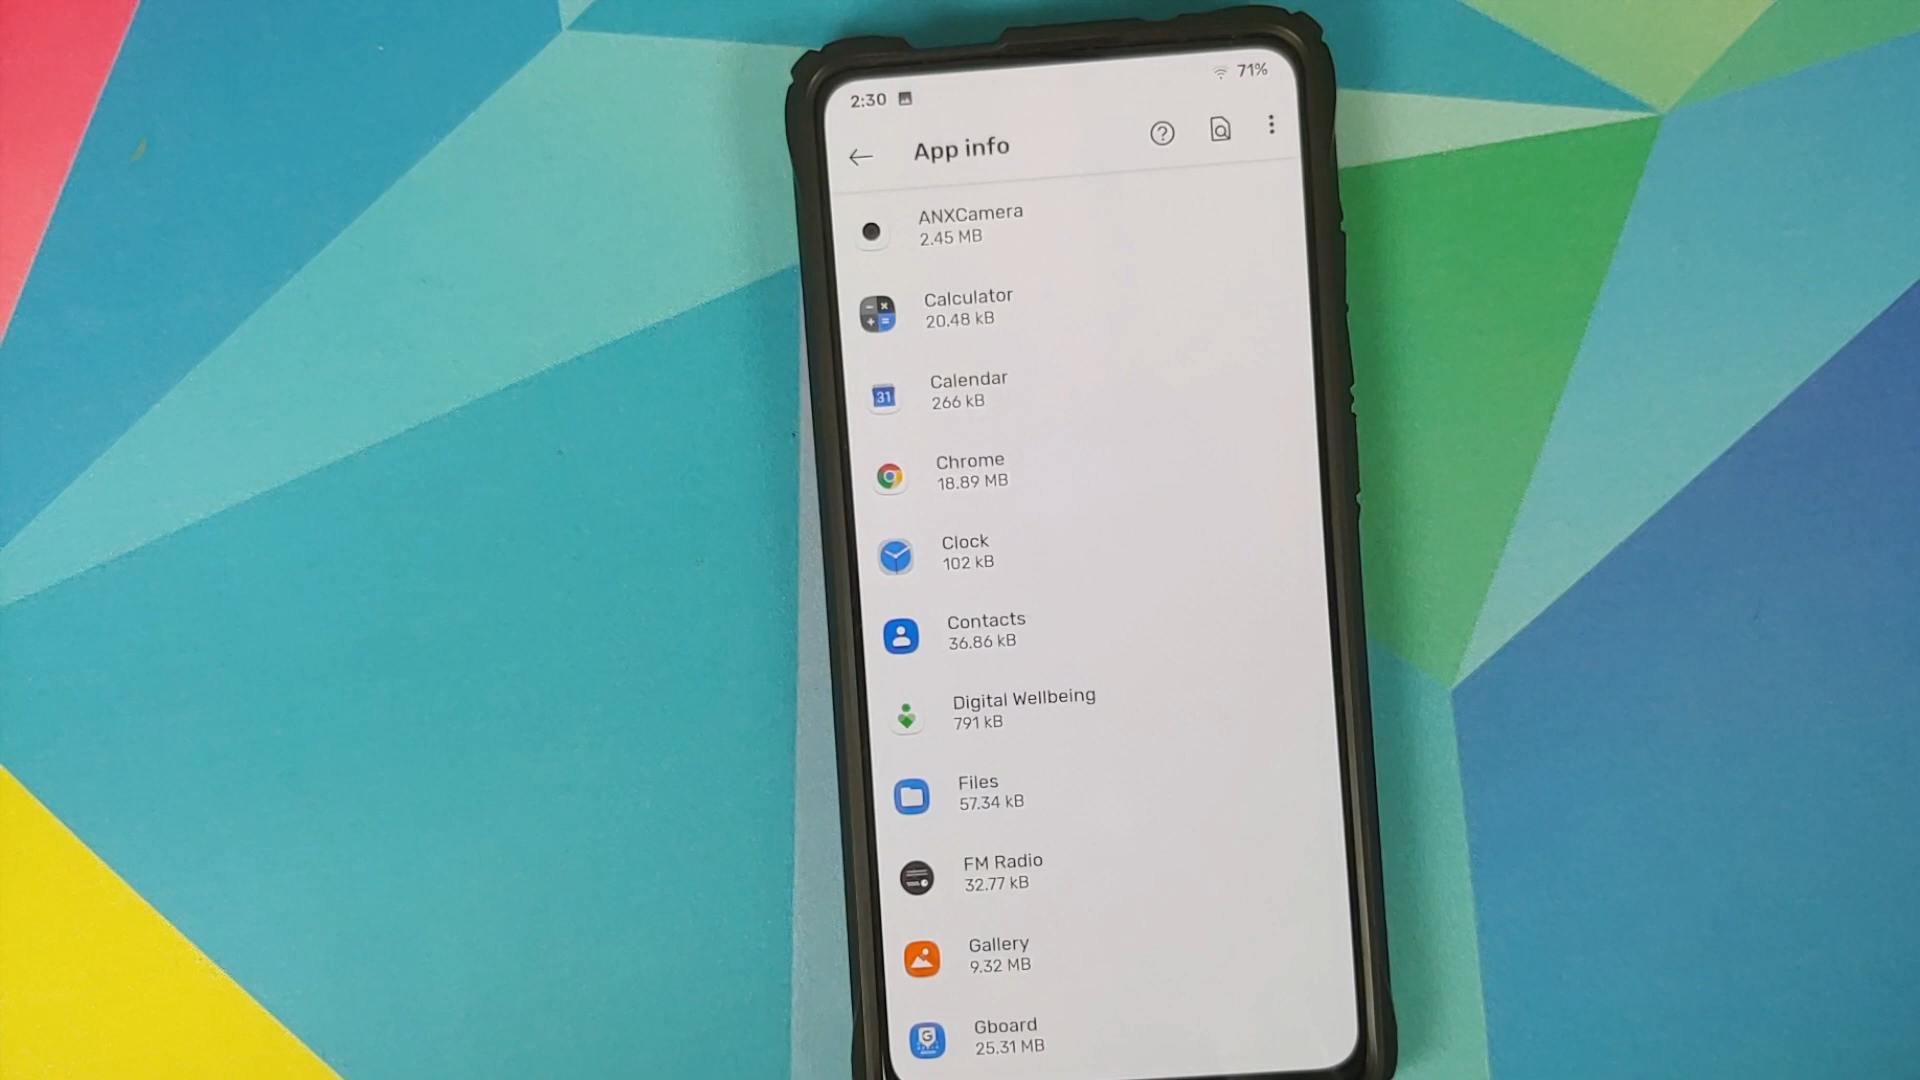 2:30
71%
App info
ANXCamera
2.45 MB
Calculator
20.48 kB
31
Calendar
266 kB
Chrome
18.89 MB
Clock
102 kB
Contacts
36.86 kB
Digital Wellbeing
791 kB
Files
57.34 kB
FM Radio
32.77 kB
Gallery
9.32 MB
G
Gboard
25.31 MB